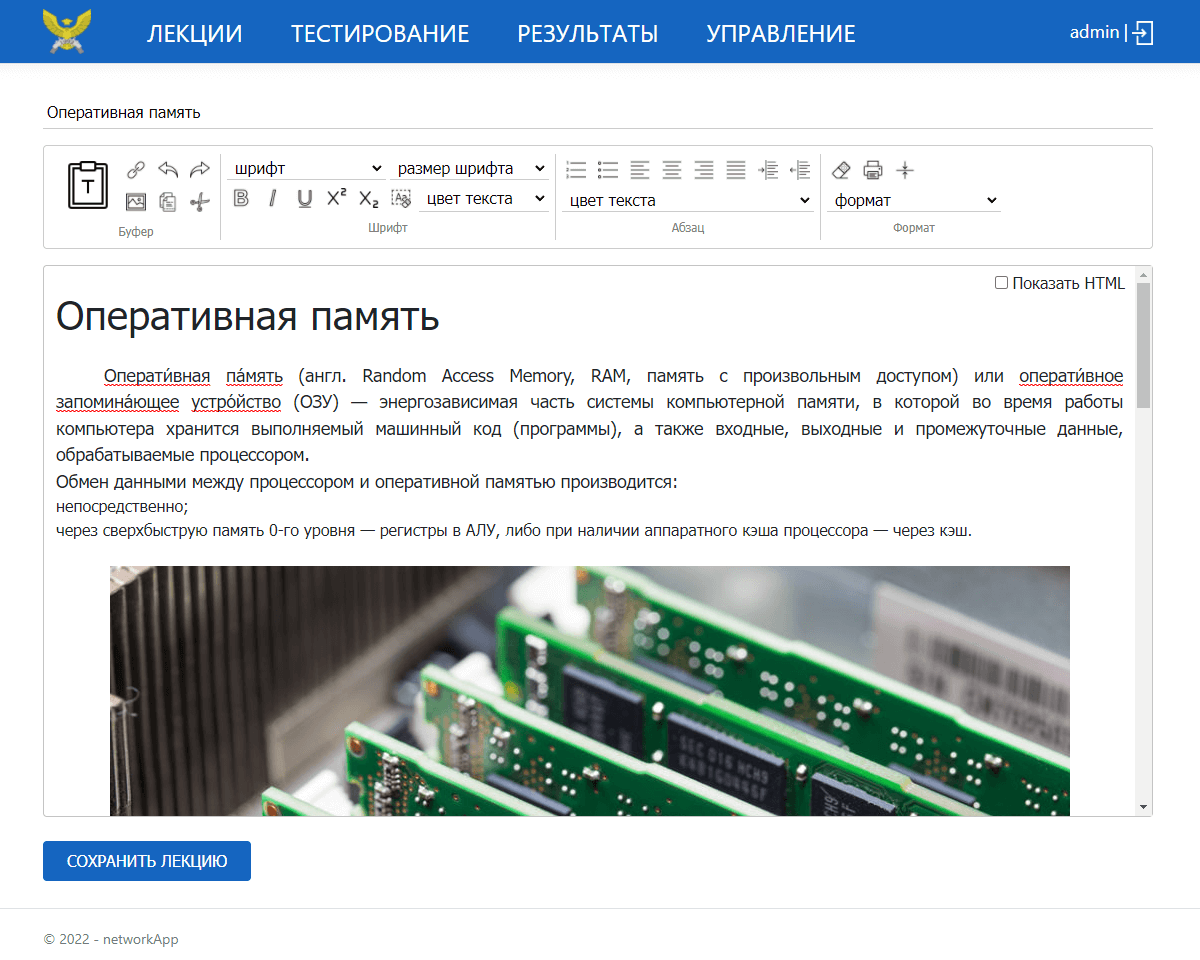 ЛЕКЦИИ ТЕСТИРОВАНИЕ РЕЗУЛЬТАТЫ УПРАВЛЕНИЕ admin |
Оперативная память
T
шрифт размер шрифта
B I U X² X₂ цвет текста цвет текста формат
Буфер Шрифт Абзац Формат
Показать HTML
Оперативная память
Операти́вная па́мять (англ. Random Access Memory, RAM, память с произвольным доступом) или операти́вное
запомина́ющее устро́йство (ОЗУ) — энергозависимая часть системы компьютерной памяти, в которой во время работы
компьютера хранится выполняемый машинный код (программы), а также входные, выходные и промежуточные данные,
обрабатываемые процессором.
Обмен данными между процессором и оперативной памятью производится:
непосредственно;
через сверхбыструю память 0-го уровня — регистры в АЛУ, либо при наличии аппаратного кэша процессора — через кэш.
СОХРАНИТЬ ЛЕКЦИЮ
© 2022 - networkApp